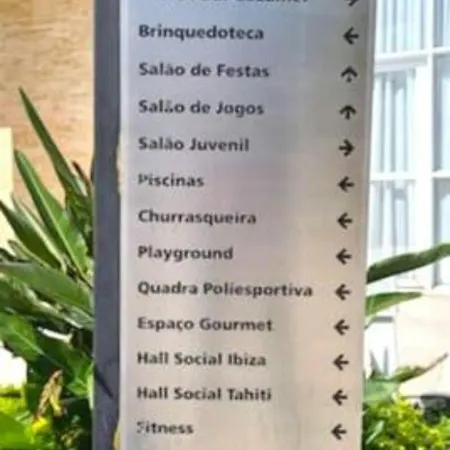 Brinquedoteca ←
Salão de Festas ↑
Salão de Jogos ↑
Salão Juvenil →
Piscinas ←
Churrasqueira ←
Playground ←
Quadra Poliesportiva ←
Espaço Gourmet ←
Hall Social Ibiza ←
Hall Social Tahiti ←
Fitness ←